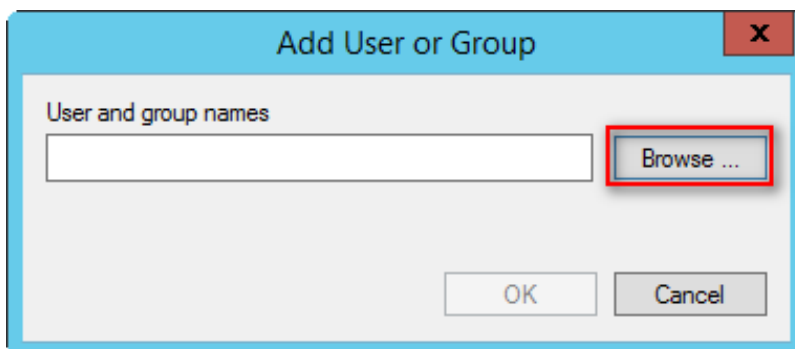 Add User or Group
x
User and group names
Browse ...
OK
Cancel